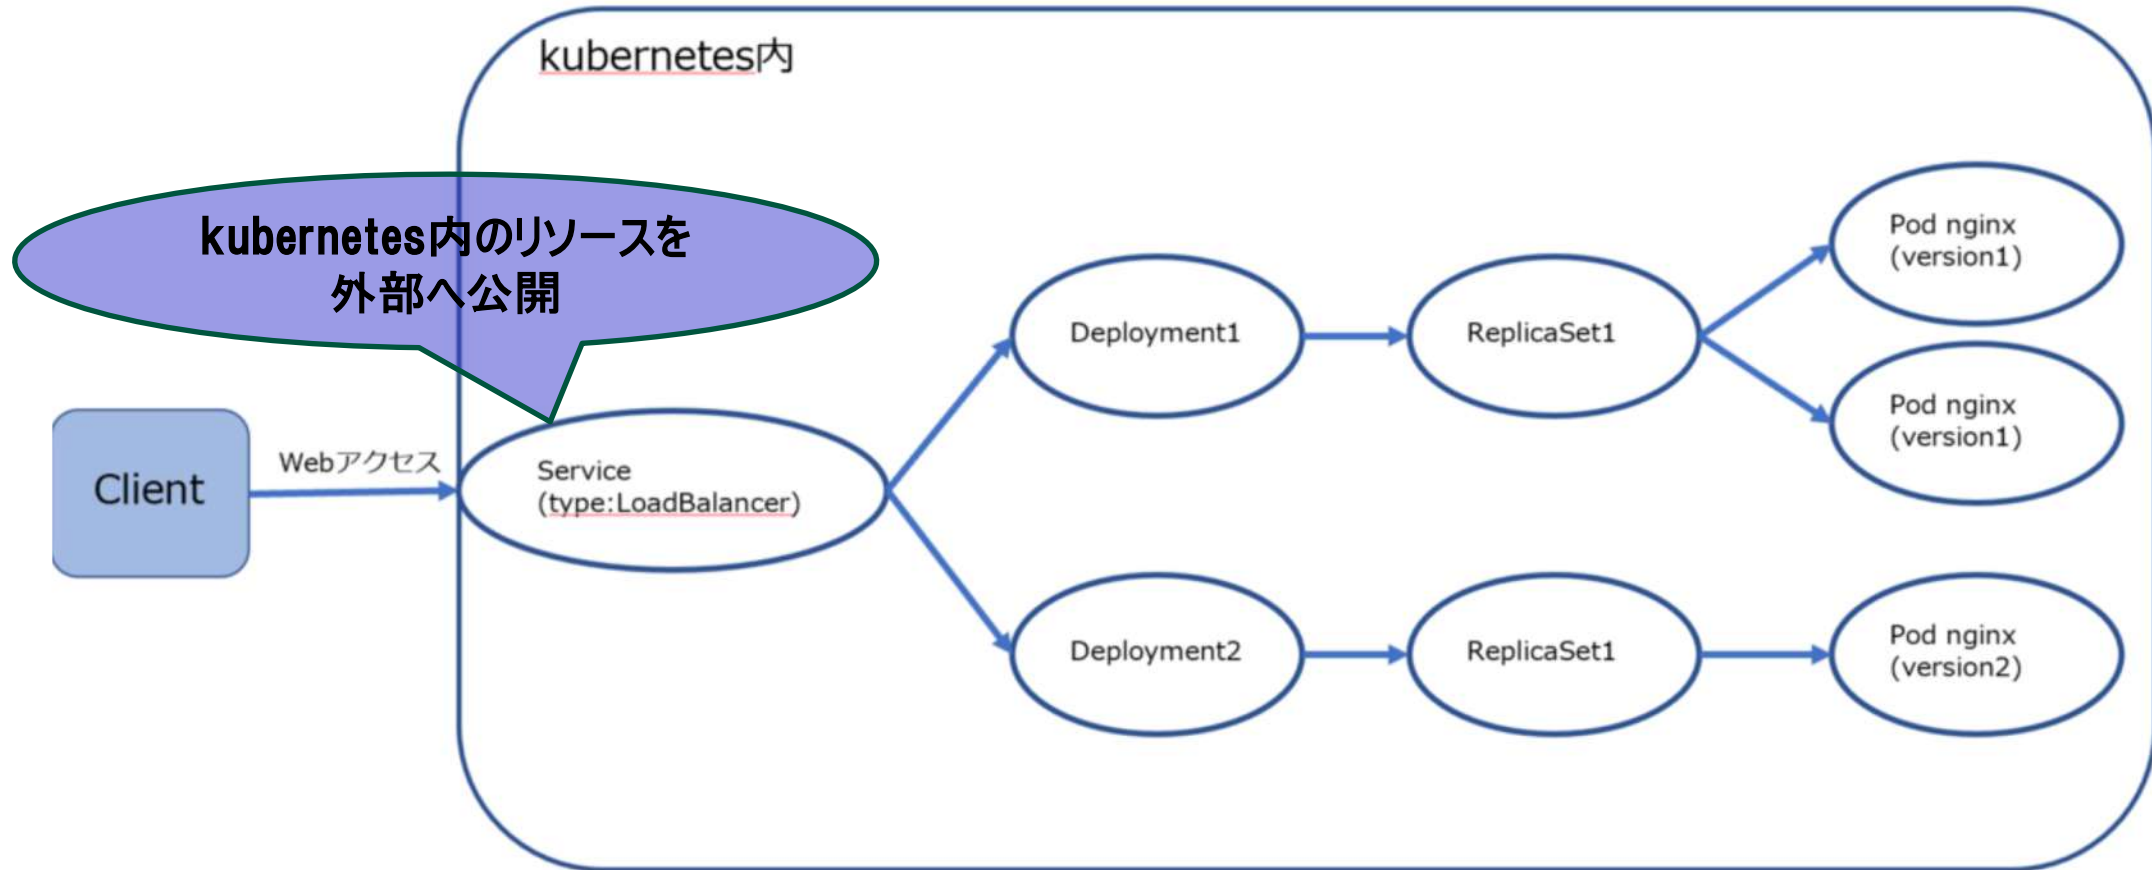 kubernetes内
kubernetes内のリソースを
外部へ公開
Client
Webアクセス
Service
(type:LoadBalancer)
Deployment1
ReplicaSet1
Pod nginx
(version1)
Pod nginx
(version1)
Deployment2
ReplicaSet1
Pod nginx
(version2)